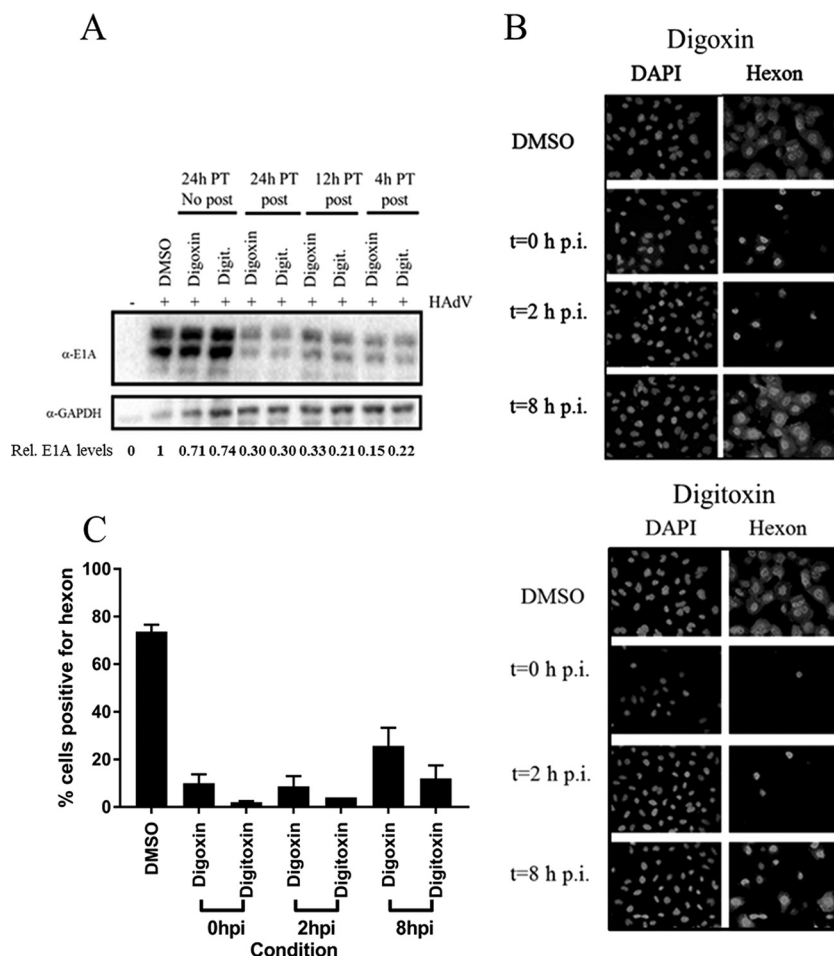 A
24h PT 24h PT 12h PT 4h PT
No post post post post
DMSO Digoxin Digit. Digoxin Digit. Digoxin Digit. Digoxin Digit.
- + + + + + + + + + HAdV
α-E1A
α-GAPDH
Rel. E1A levels 0 1 0.71 0.74 0.30 0.30 0.33 0.21 0.15 0.22
B
Digoxin
DAPI Hexon
DMSO
t=0 h p.i.
t=2 h p.i.
t=8 h p.i.
Digitoxin
DAPI Hexon
DMSO
t=0 h p.i.
t=2 h p.i.
t=8 h p.i.
C
% cells positive for hexon
100
80
60
40
20
0
DMSO Digoxin Digitoxin Digoxin Digitoxin Digoxin Digitoxin
0hpi 2hpi 8hpi
Condition